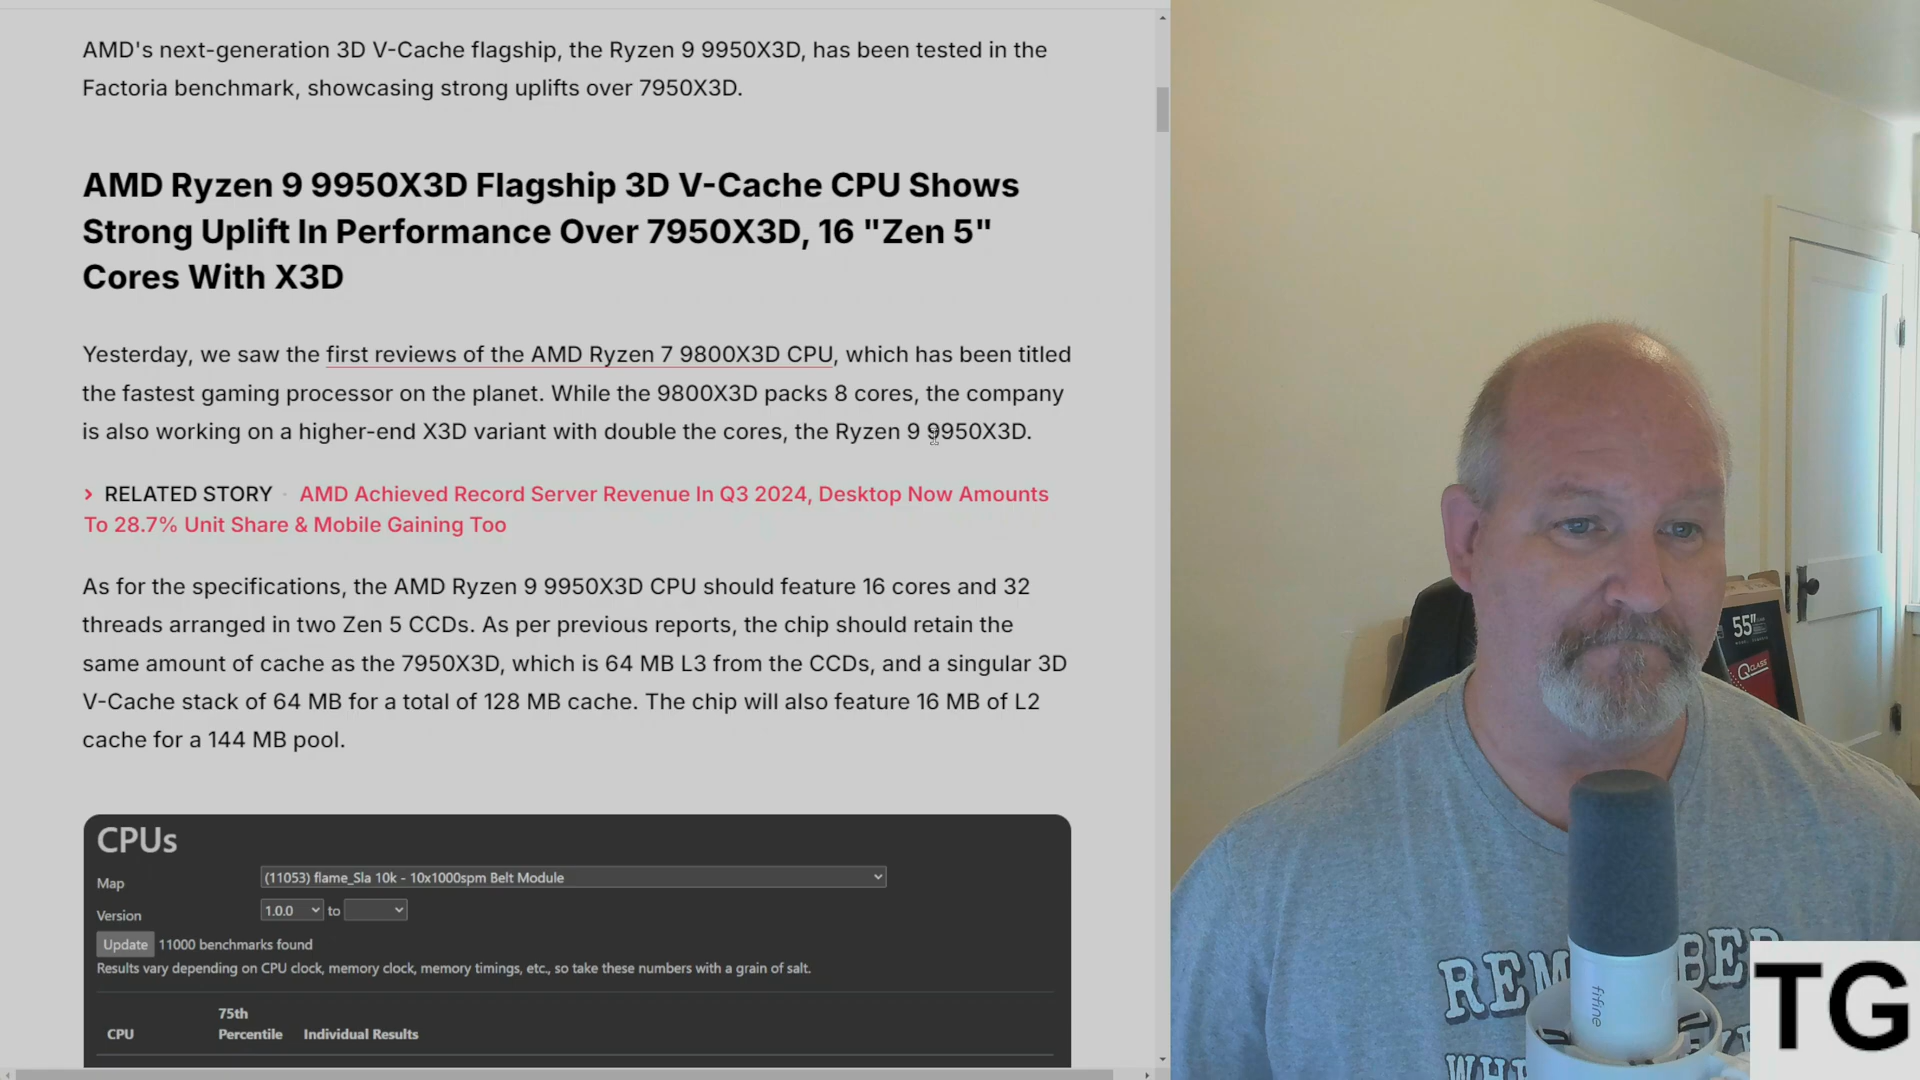 AMD's next-generation 3D V-Cache flagship, the Ryzen 9 9950X3D, has been tested in the
Factoria benchmark, showcasing strong uplifts over 7950X3D.
AMD Ryzen 9 9950X3D Flagship 3D V-Cache CPU Shows
Strong Uplift In Performance Over 7950X3D, 16 "Zen 5"
Cores With X3D
Yesterday, we saw the first reviews of the AMD Ryzen 7 9800X3D CPU, which has been titled
the fastest gaming processor on the planet. While the 9800X3D packs 8 cores, the company
is also working on a higher-end X3D variant with double the cores, the Ryzen 9 9950X3D.
> RELATED STORY · AMD Achieved Record Server Revenue In Q3 2024, Desktop Now Amounts
To 28.7% Unit Share & Mobile Gaining Too
As for the specifications, the AMD Ryzen 9 9950X3D CPU should feature 16 cores and 32
threads arranged in two Zen 5 CCDs. As per previous reports, the chip should retain the
same amount of cache as the 7950X3D, which is 64 MB L3 from the CCDs, and a singular 3D
V-Cache stack of 64 MB for a total of 128 MB cache. The chip will also feature 16 MB of L2
cache for a 144 MB pool.
CPUs
Map (11053) flame_Sla 10k - 10x1000spm Belt Module
Version 1.0.0 to
Update 11000 benchmarks found
Results vary depending on CPU clock, memory clock, memory timings, etc., so take these numbers with a grain of salt.
75th
CPU Percentile Individual Results
55"
Q CLASS
fifine
TG